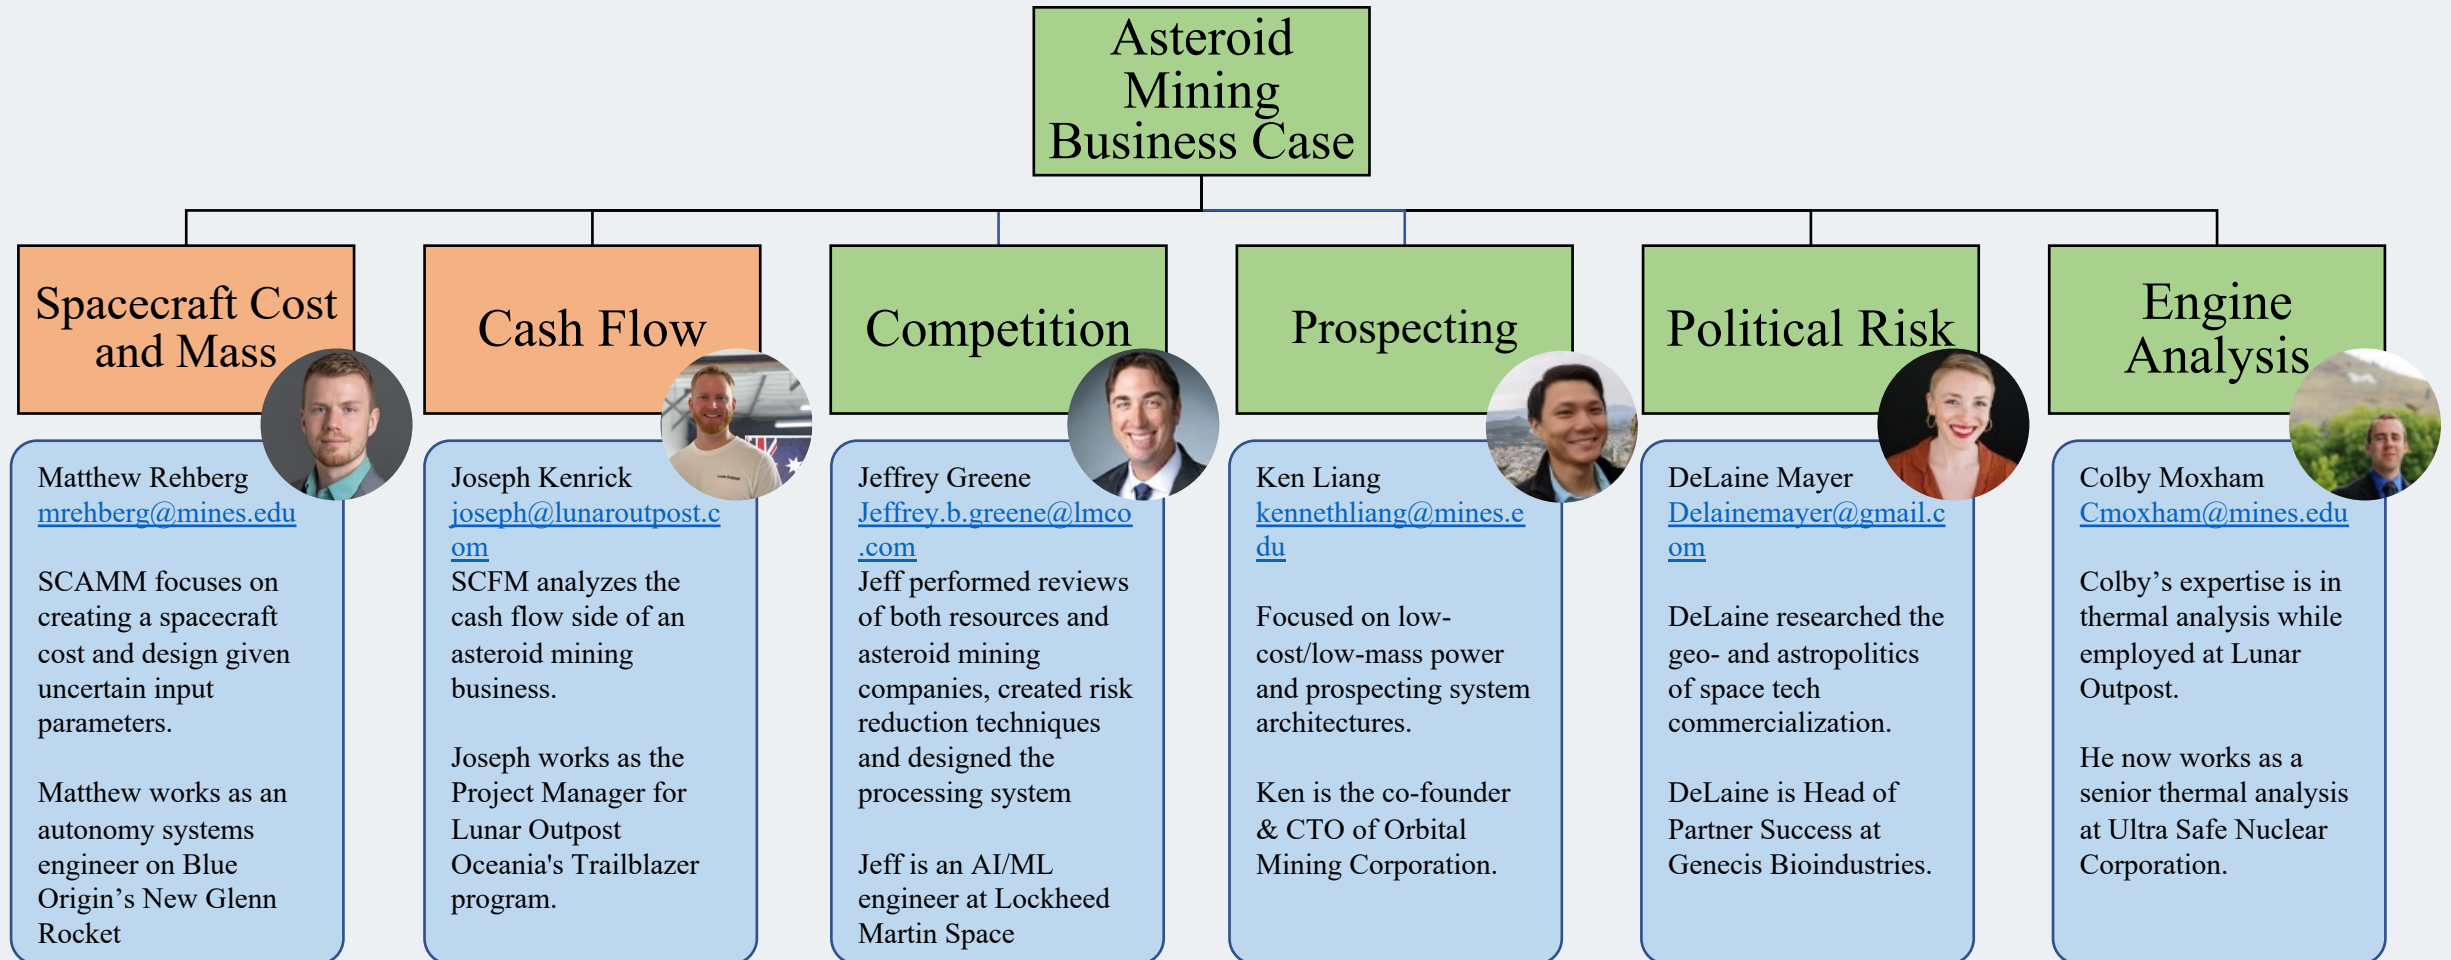 Asteroid
Mining
Business Case
Spacecraft Cost
and Mass
Cash Flow
Competition
Prospecting
Political Risk
Engine
Analysis
Matthew Rehberg
mrehberg@mines.edu
SCAMM focuses on
creating a spacecraft
cost and design given
uncertain input
parameters.
Matthew works as an
autonomy systems
engineer on Blue
Origin’s New Glenn
Rocket
Joseph Kenrick
joseph@lunaroutpost.c
om
SCFM analyzes the
cash flow side of an
asteroid mining
business.
Joseph works as the
Project Manager for
Lunar Outpost
Oceania's Trailblazer
program.
Jeffrey Greene
Jeffrey.b.greene@lmco
.com
Jeff performed reviews
of both resources and
asteroid mining
companies, created risk
reduction techniques
and designed the
processing system
Jeff is an AI/ML
engineer at Lockheed
Martin Space
Ken Liang
kennethliang@mines.e
du
Focused on low-
cost/low-mass power
and prospecting system
architectures.
Ken is the co-founder
& CTO of Orbital
Mining Corporation.
DeLaine Mayer
Delainemayer@gmail.c
om
DeLaine researched the
geo- and astropolitics
of space tech
commercialization.
DeLaine is Head of
Partner Success at
Genecis Bioindustries.
Colby Moxham
Cmoxham@mines.edu
Colby’s expertise is in
thermal analysis while
employed at Lunar
Outpost.
He now works as a
senior thermal analysis
at Ultra Safe Nuclear
Corporation.